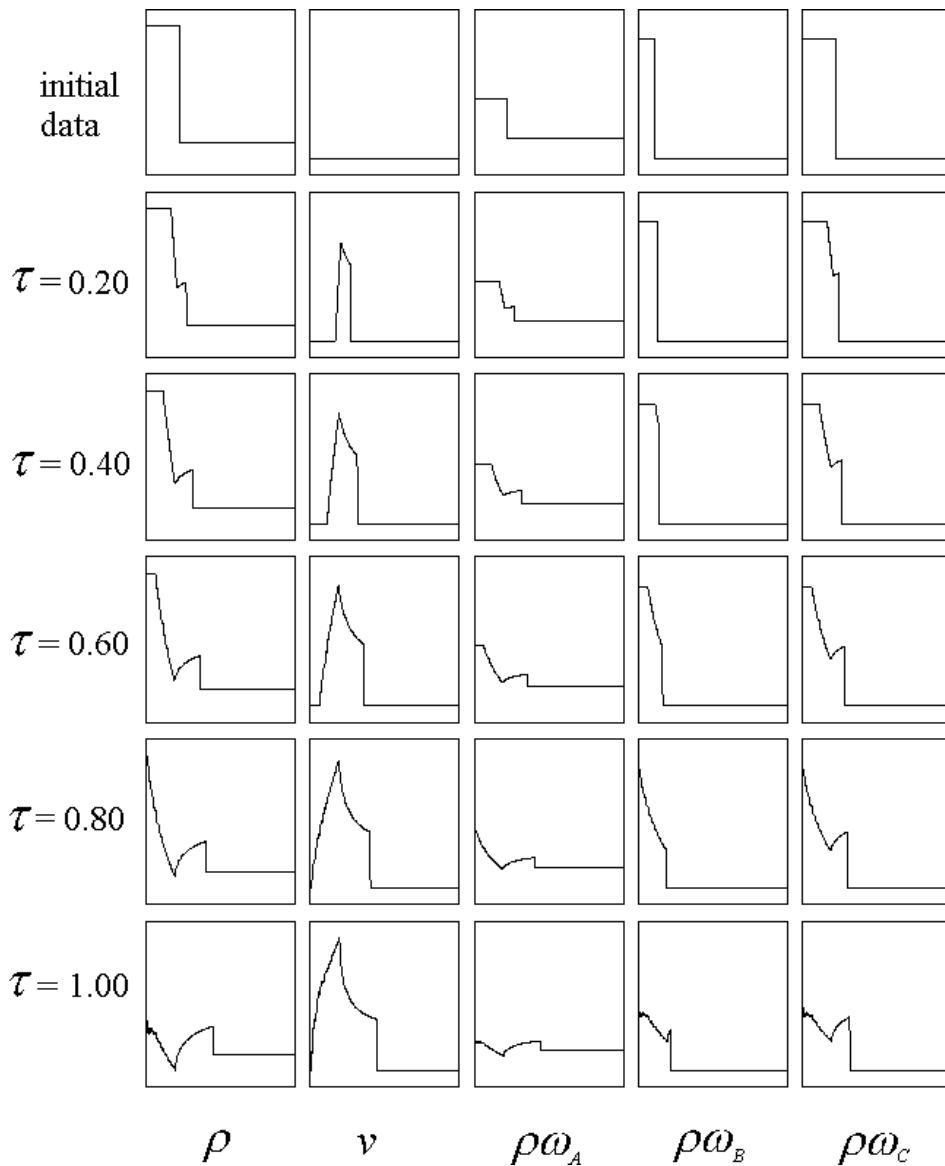 initial
data
τ = 0.20
τ = 0.40
τ = 0.60
τ = 0.80
τ = 1.00
ρ v ρω_A ρω_B ρω_C